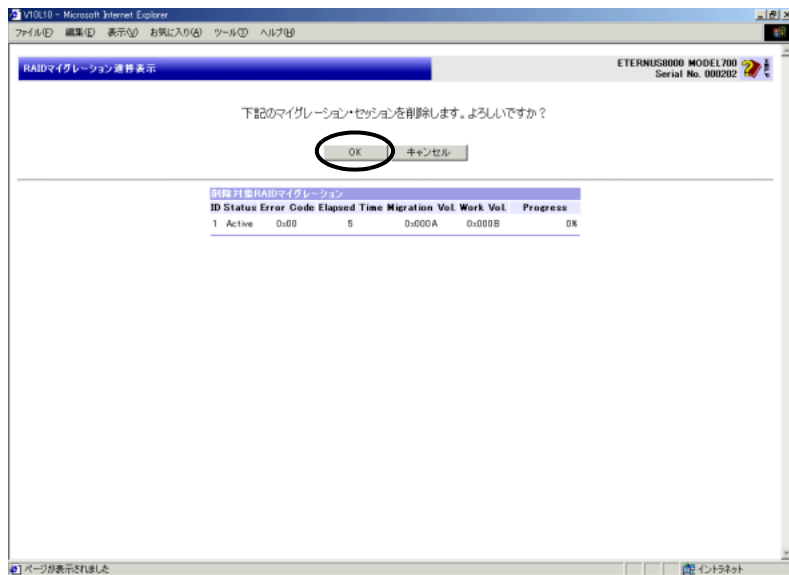 V10L10 - Microsoft Internet Explorer
ファイル(F) 編集(E) 表示(V) お気に入り(A) ツール(T) ヘルプ(H)
RAIDマイグレーション進捗表示
ETERNUS8000 MODEL700
Serial No. 000202
下記のマイグレーション・セッションを削除します。よろしいですか？
OK キャンセル
削除対象RAIDマイグレーション
ID Status Error Code Elapsed Time Migration Vol. Work Vol. Progress
1 Active 0x00 5 0x000A 0x000B 0%
ページが表示されました イントラネット